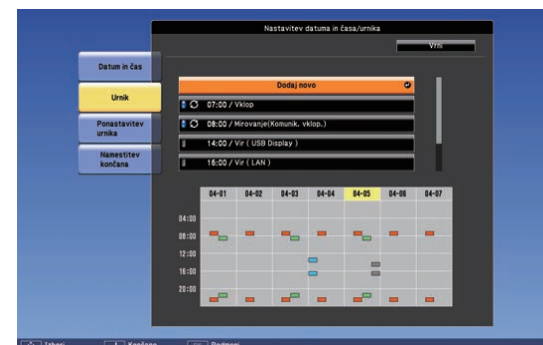 Nastavitev datuma in časa/urnika
Vrni
Datum in čas
Urnik
Ponastavitev
urnika
Namestitev
končana
Dodaj novo
07:00 / Vklop
08:00 / Mirovanje(Komunik. vklop.)
14:00 / Vir ( USB Display )
16:00 / Vir ( LAN )
04-01 04-02 04-03 04-04 04-05 04-06 04-07
04:00
08:00
12:00
16:00
20:00